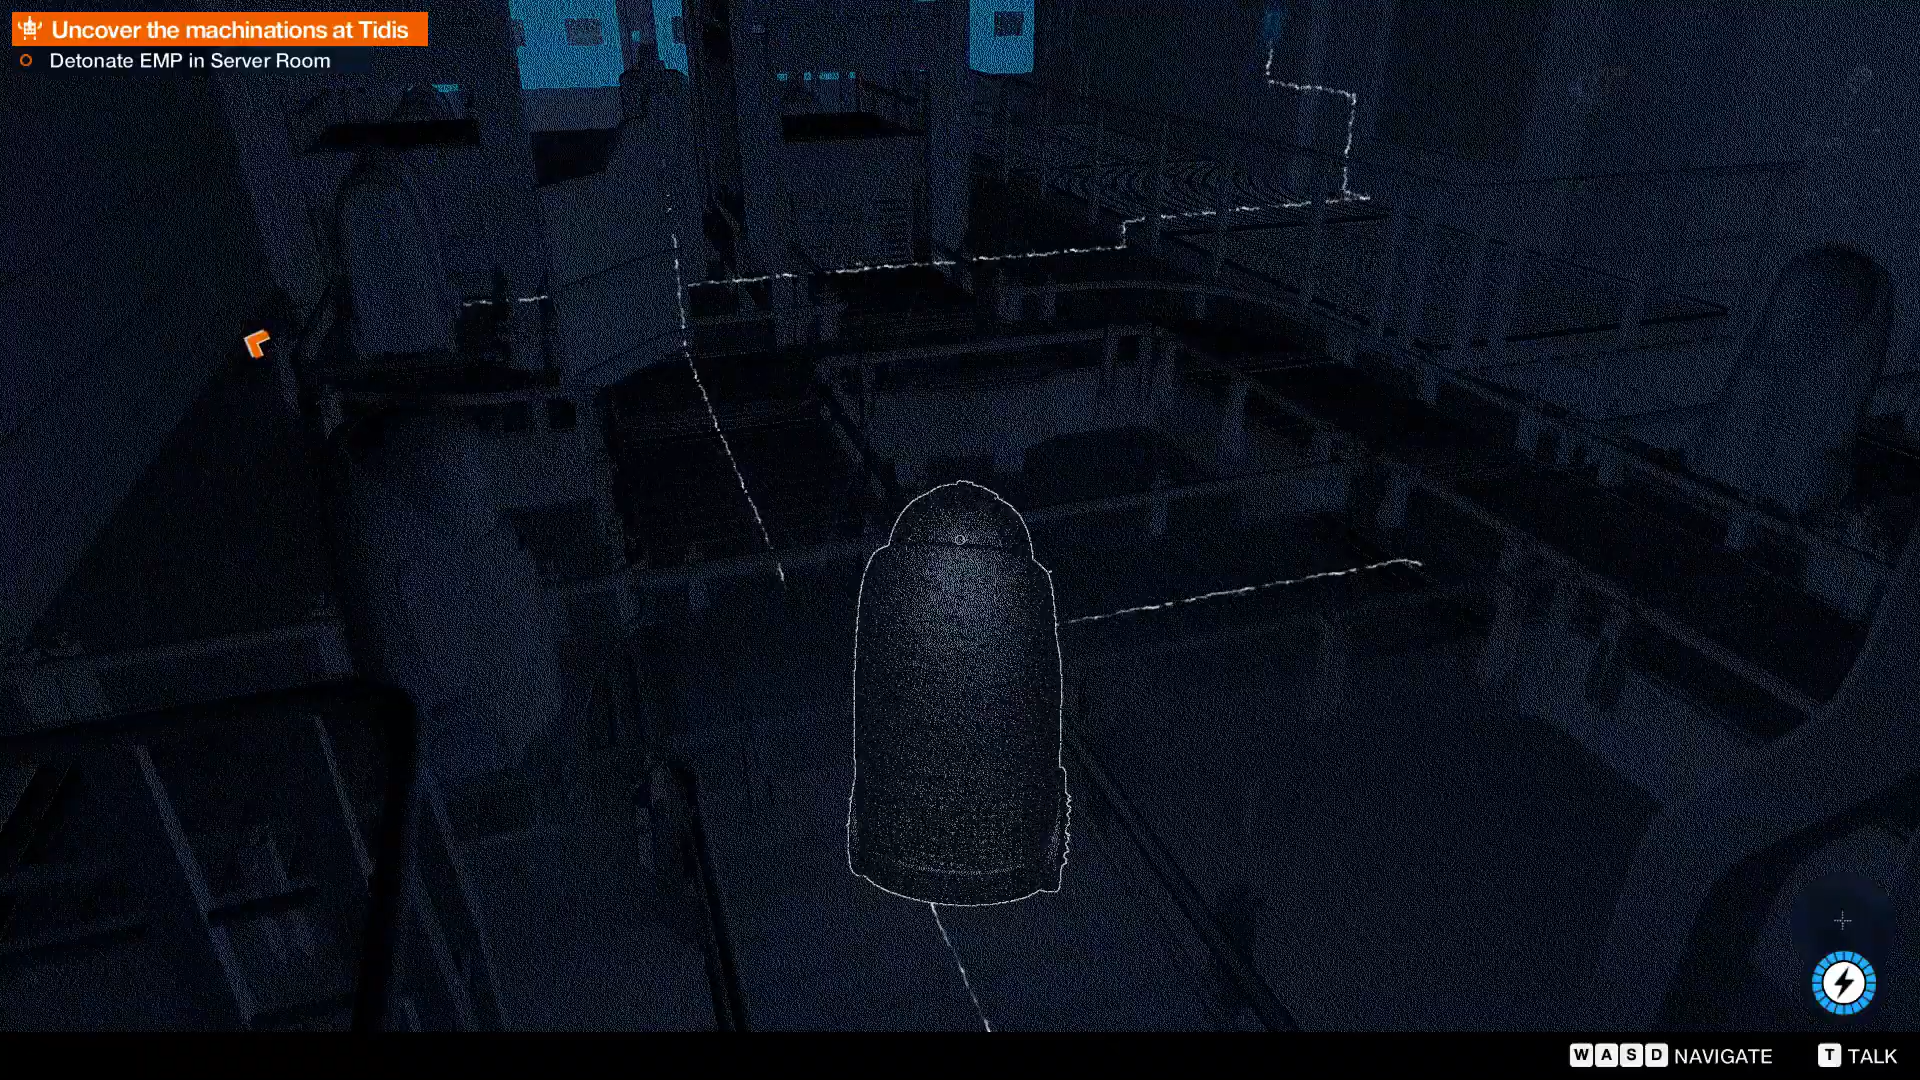 Uncover the machinations at Tidis
Detonate EMP in Server Room
W A S D NAVIGATE T TALK